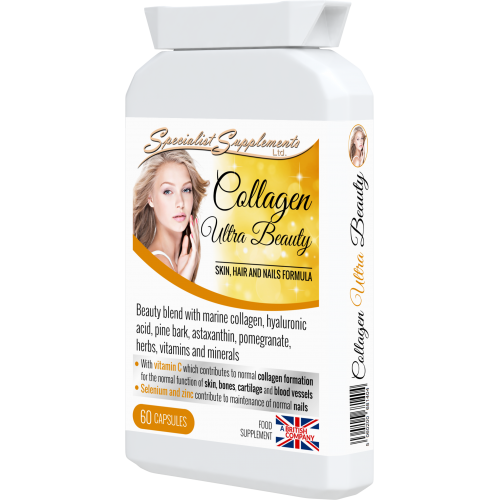 Specialist Supplements
Ltd.
Collagen
Ultra Beauty
SKIN, HAIR AND NAILS FORMULA
Beauty blend with marine collagen, hyaluronic
acid, pine bark, astaxanthin, pomegranate,
herbs, vitamins and minerals
• With vitamin C which contributes to normal collagen formation
for the normal function of skin, bones, cartilage and blood vessels
• Selenium and zinc contribute to maintenance of normal nails
60 CAPSULES
FOOD
SUPPLEMENT
A BRITISH
COMPANY
Collagen Ultra Beauty